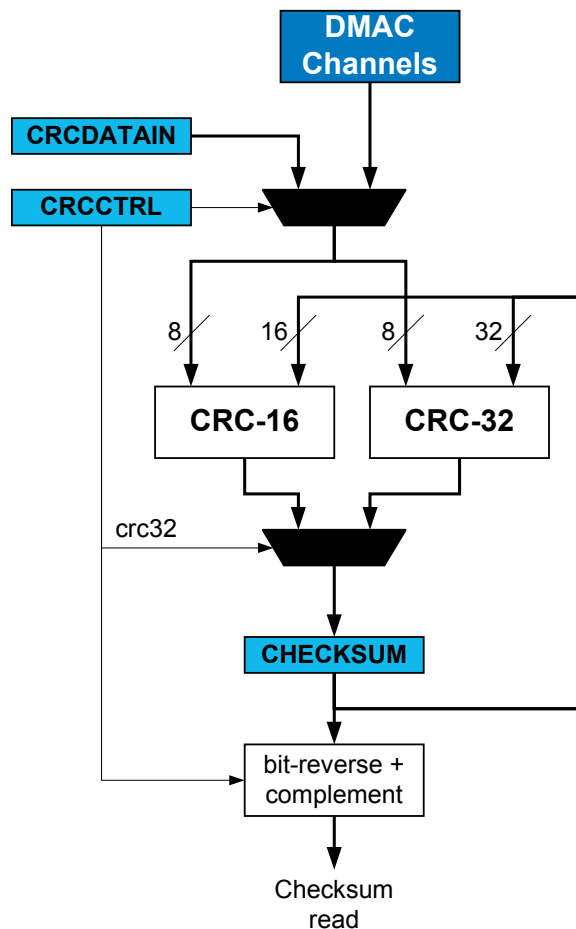 DMAC
Channels
CRCDATAIN
CRCCTRL
8
16
8
32
CRC-16
CRC-32
crc32
CHECKSUM
bit-reverse +
complement
Checksum
read